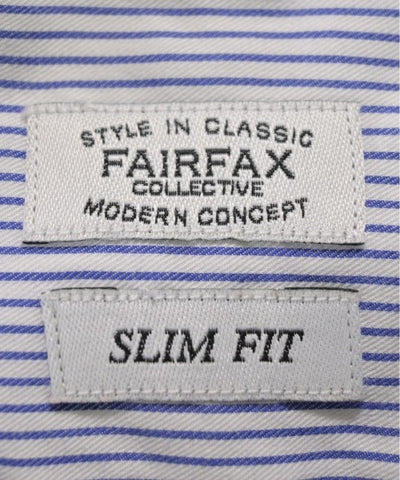 STYLE IN CLASSIC
FAIRFAX
COLLECTIVE
MODERN CONCEPT
SLIM FIT